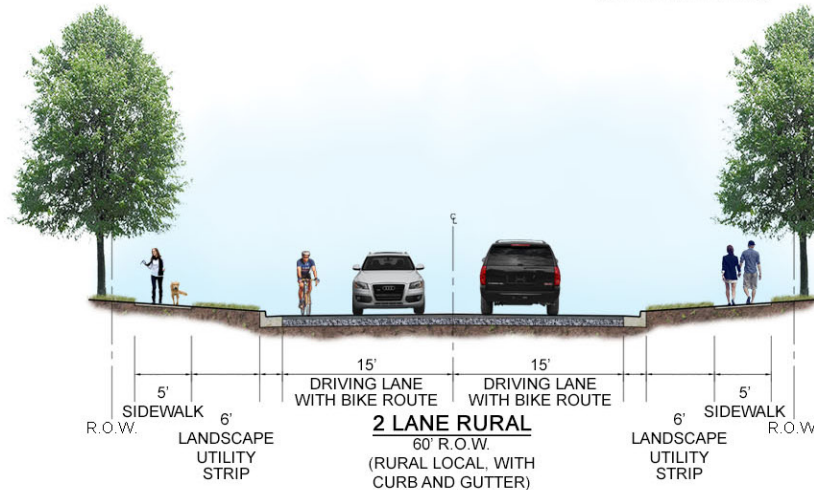 ℄
15'
DRIVING LANE
WITH BIKE ROUTE
15'
DRIVING LANE
WITH BIKE ROUTE
5'
SIDEWALK
R.O.W.
6'
LANDSCAPE
UTILITY
STRIP
2 LANE RURAL
60' R.O.W.
(RURAL LOCAL, WITH
CURB AND GUTTER)
6'
LANDSCAPE
UTILITY
STRIP
5'
SIDEWALK
R.O.W